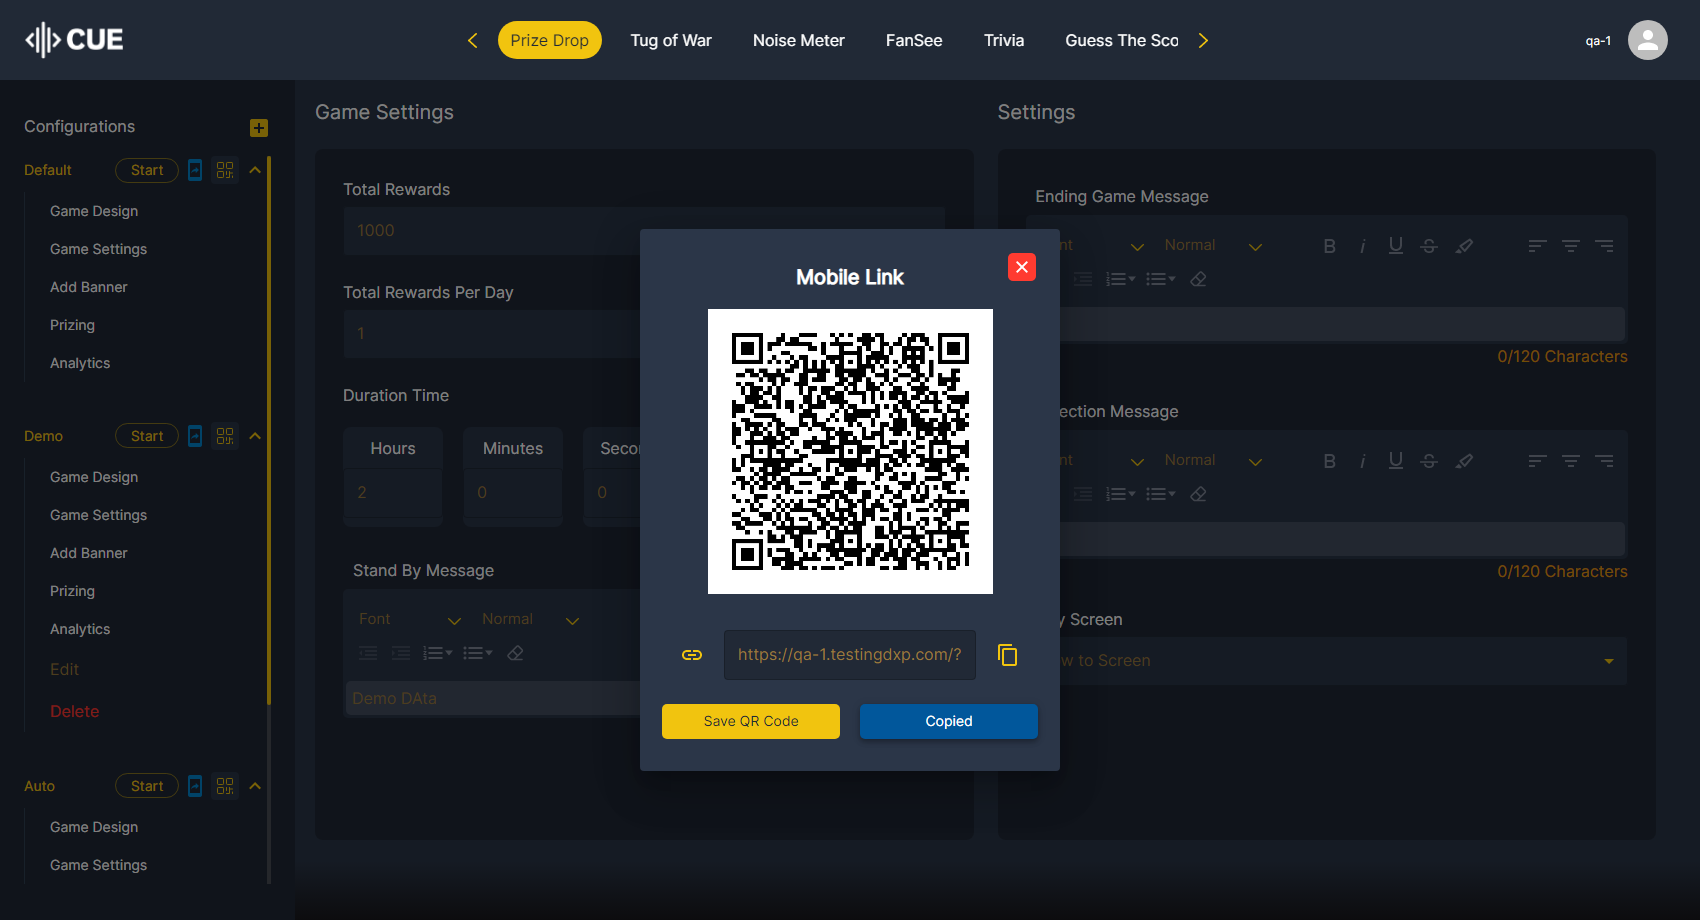 CUE
Prize Drop
Tug of War
Noise Meter
FanSee
Trivia
Guess The Sco
qa-1
Configurations
Default
Start
Game Design
Game Settings
Add Banner
Prizing
Analytics
Demo
Start
Game Design
Game Settings
Add Banner
Prizing
Analytics
Edit
Delete
Auto
Start
Game Design
Game Settings
Game Settings
Total Rewards
1000
Total Rewards Per Day
1
Duration Time
Hours
Minutes
Secon
2
0
0
Stand By Message
Font
Normal
Demo DAta
Mobile Link
https://qa-1.testingdxp.com/?
Save QR Code
Copied
Settings
Ending Game Message
nt
Normal
0/120 Characters
ection Message
nt
Normal
0/120 Characters
y Screen
w to Screen